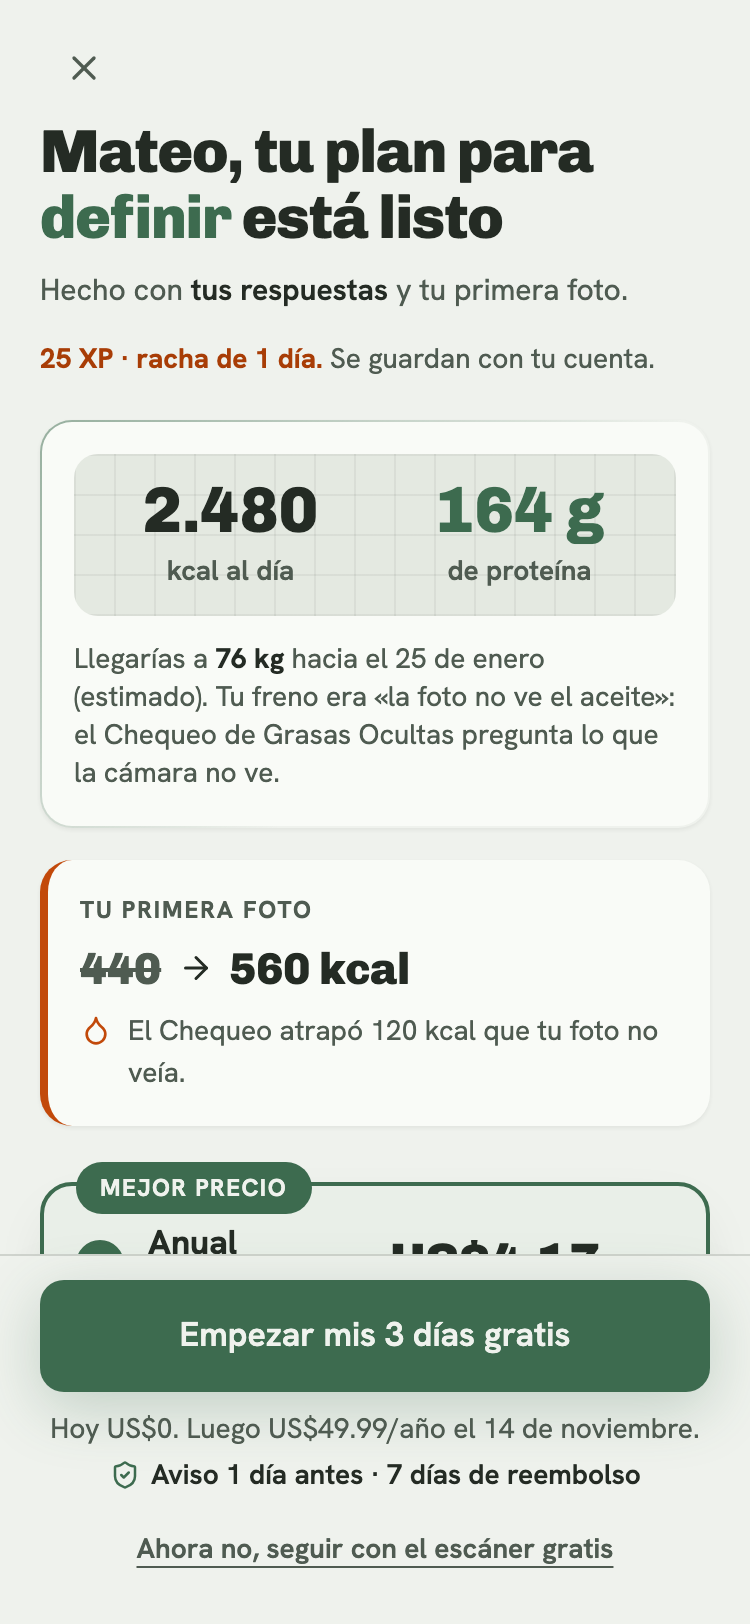 Mateo, tu plan para
definir está listo
Hecho con tus respuestas y tu primera foto.
25 XP · racha de 1 día. Se guardan con tu cuenta.
2.480
kcal al día
164 g
de proteína
Llegarías a 76 kg hacia el 25 de enero
(estimado). Tu freno era «la foto no ve el aceite»:
el Chequeo de Grasas Ocultas pregunta lo que
la cámara no ve.
TU PRIMERA FOTO
440 → 560 kcal
El Chequeo atrapó 120 kcal que tu foto no
veía.
MEJOR PRECIO
Anual
US$4.17
Empezar mis 3 días gratis
Hoy US$0. Luego US$49.99/año el 14 de noviembre.
Aviso 1 día antes · 7 días de reembolso
Ahora no, seguir con el escáner gratis